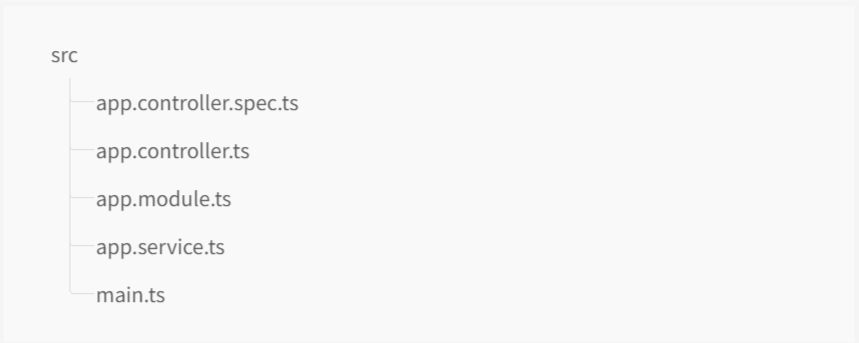 src
app.controller.spec.ts
app.controller.ts
app.module.ts
app.service.ts
main.ts